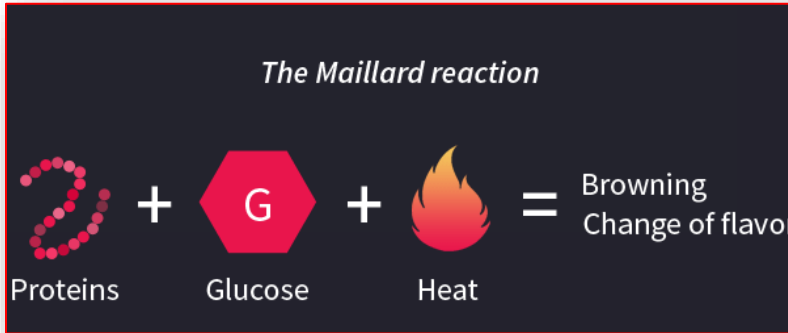 The Maillard reaction
+ G + =
Browning
Change of flavor
Proteins Glucose Heat